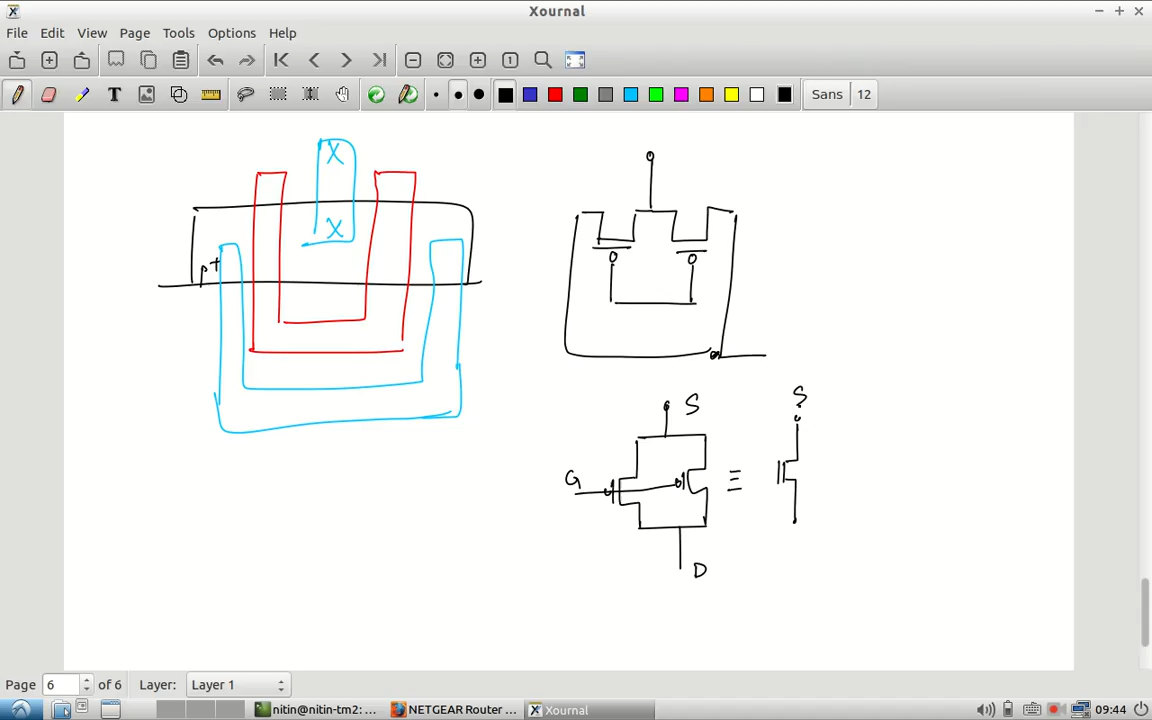 Xournal
File Edit View Page Tools Options Help
Sans 12
X
X
p+
S
G
D
≡
S
Page 6 of 6 Layer: Layer 1
nitin@nitin-tm2: ... NETGEAR Router ... Xournal 09:44